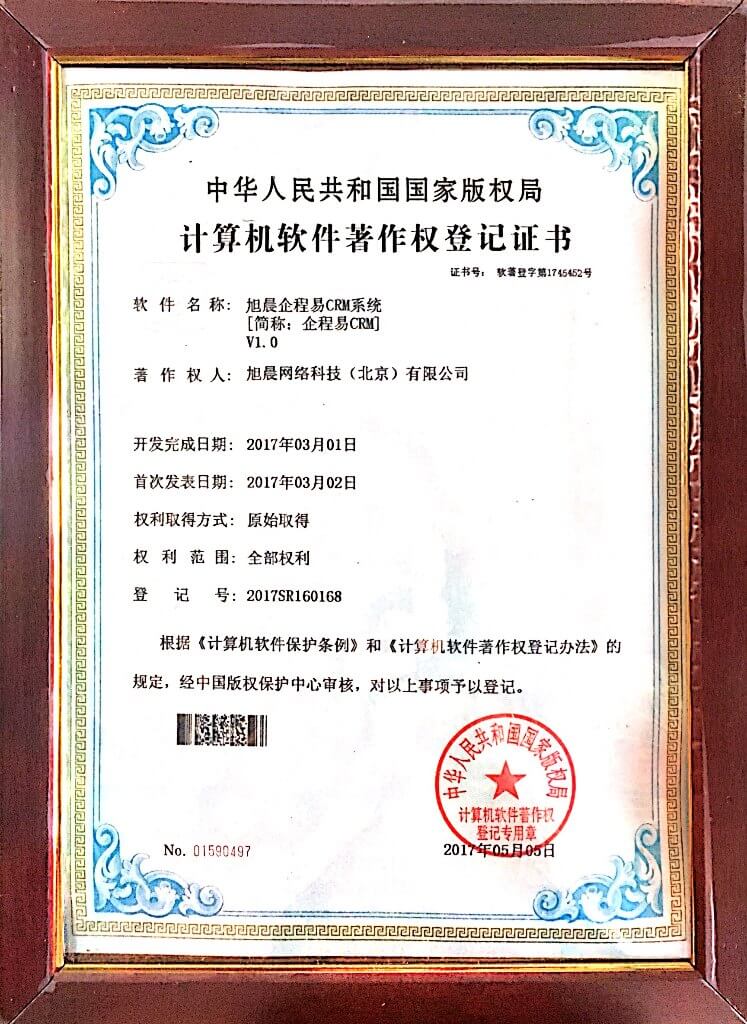 中华人民共和国国家版权局
计算机软件著作权登记证书
证书号： 软著登字第1745452号
软 件 名 称： 旭晨企程易CRM系统
[简称：企程易CRM]
V1.0
著 作 权 人： 旭晨网络科技（北京）有限公司
开发完成日期： 2017年03月01日
首次发表日期： 2017年03月02日
权利取得方式： 原始取得
权 利 范 围： 全部权利
登 记 号： 2017SR160168
根据《计算机软件保护条例》和《计算机软件著作权登记办法》的
规定，经中国版权保护中心审核，对以上事项予以登记。
中华人民共和国国家版权局
计算机软件著作权
登记专用章
No. 01590497
2017年05月05日